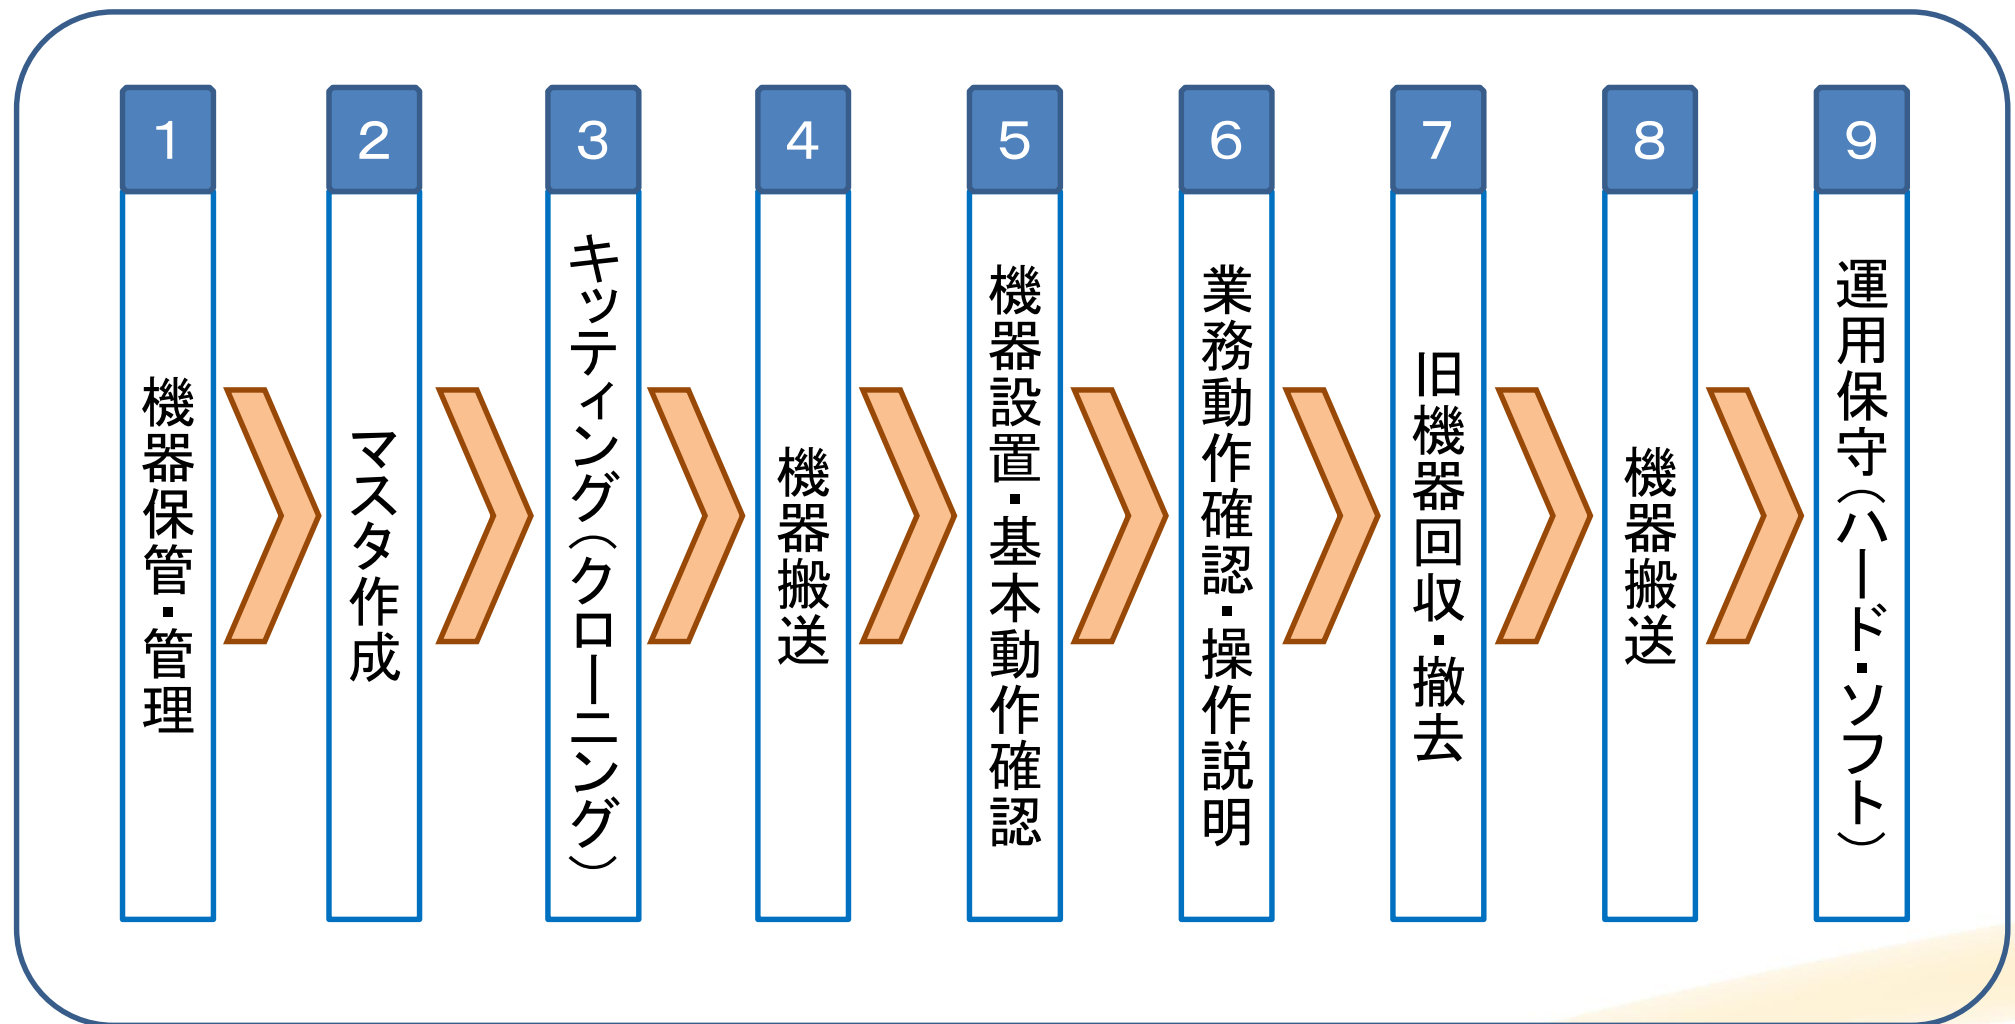 1
機器保管・管理
2
マスタ作成
3
キッティング（クローニング）
4
機器搬送
5
機器設置・基本動作確認
6
業務動作確認・操作説明
7
旧機器回収・撤去
8
機器搬送
9
運用保守（ハード・ソフト）